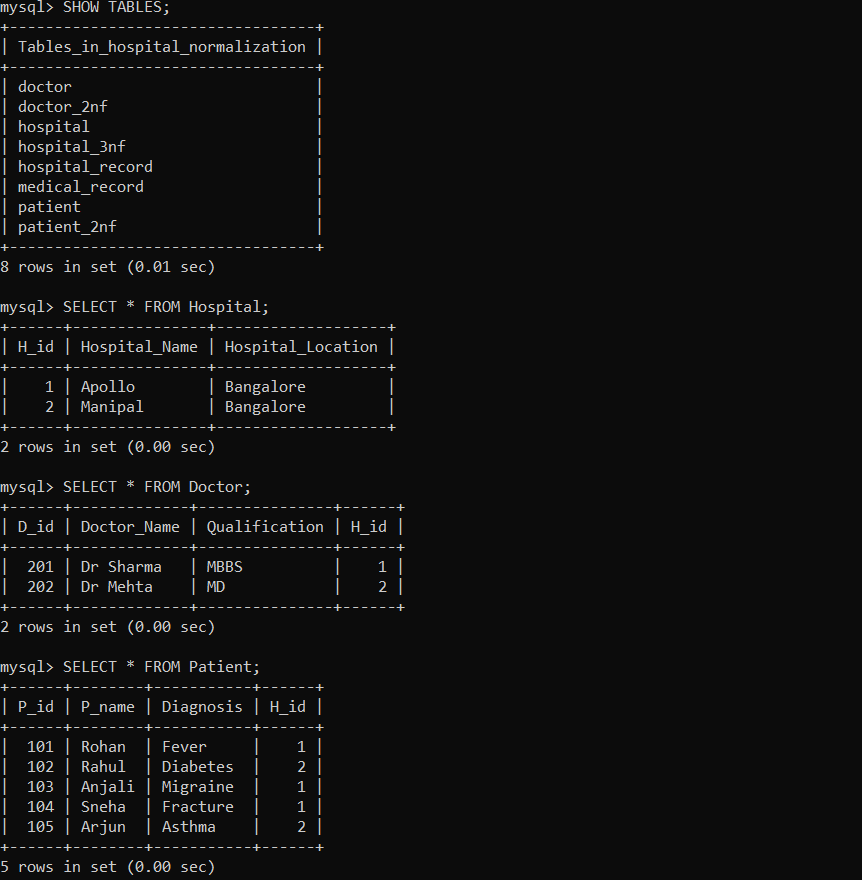 mysql> SHOW TABLES;
+----------------------------------+
| Tables_in_hospital_normalization |
+----------------------------------+
| doctor                           |
| doctor_2nf                       |
| hospital                         |
| hospital_3nf                     |
| hospital_record                  |
| medical_record                   |
| patient                          |
| patient_2nf                      |
+----------------------------------+
8 rows in set (0.01 sec)

mysql> SELECT * FROM Hospital;
+------+---------------+-------------------+
| H_id | Hospital_Name | Hospital_Location |
+------+---------------+-------------------+
|    1 | Apollo        | Bangalore         |
|    2 | Manipal       | Bangalore         |
+------+---------------+-------------------+
2 rows in set (0.00 sec)

mysql> SELECT * FROM Doctor;
+------+-------------+---------------+------+
| D_id | Doctor_Name | Qualification | H_id |
+------+-------------+---------------+------+
|  201 | Dr Sharma   | MBBS          |    1 |
|  202 | Dr Mehta    | MD            |    2 |
+------+-------------+---------------+------+
2 rows in set (0.00 sec)

mysql> SELECT * FROM Patient;
+------+--------+-----------+------+
| P_id | P_name | Diagnosis | H_id |
+------+--------+-----------+------+
|  101 | Rohan  | Fever     |    1 |
|  102 | Rahul  | Diabetes  |    2 |
|  103 | Anjali | Migraine  |    1 |
|  104 | Sneha  | Fracture  |    1 |
|  105 | Arjun  | Asthma    |    2 |
+------+--------+-----------+------+
5 rows in set (0.00 sec)